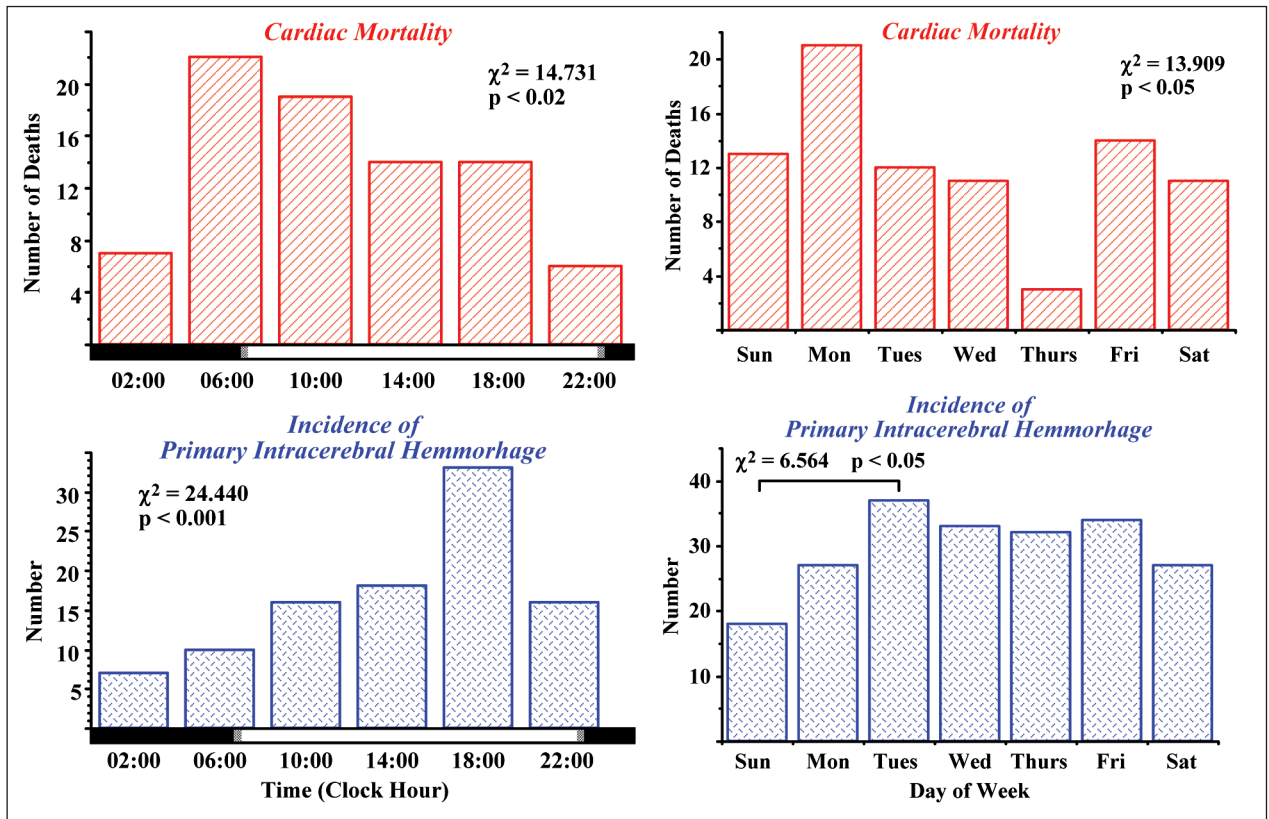 Cardiac Mortality
χ² = 14.731
p < 0.02
Number of Deaths
20
16
12
8
4
02:00 06:00 10:00 14:00 18:00 22:00
Cardiac Mortality
χ² = 13.909
p < 0.05
Number of Deaths
20
16
12
8
4
Sun Mon Tues Wed Thurs Fri Sat
Incidence of
Primary Intracerebral Hemmorhage
χ² = 24.440
p < 0.001
Number
30
25
20
15
10
5
02:00 06:00 10:00 14:00 18:00 22:00
Time (Clock Hour)
Incidence of
Primary Intracerebral Hemmorhage
χ² = 6.564 p < 0.05
Number
40
30
20
10
Sun Mon Tues Wed Thurs Fri Sat
Day of Week